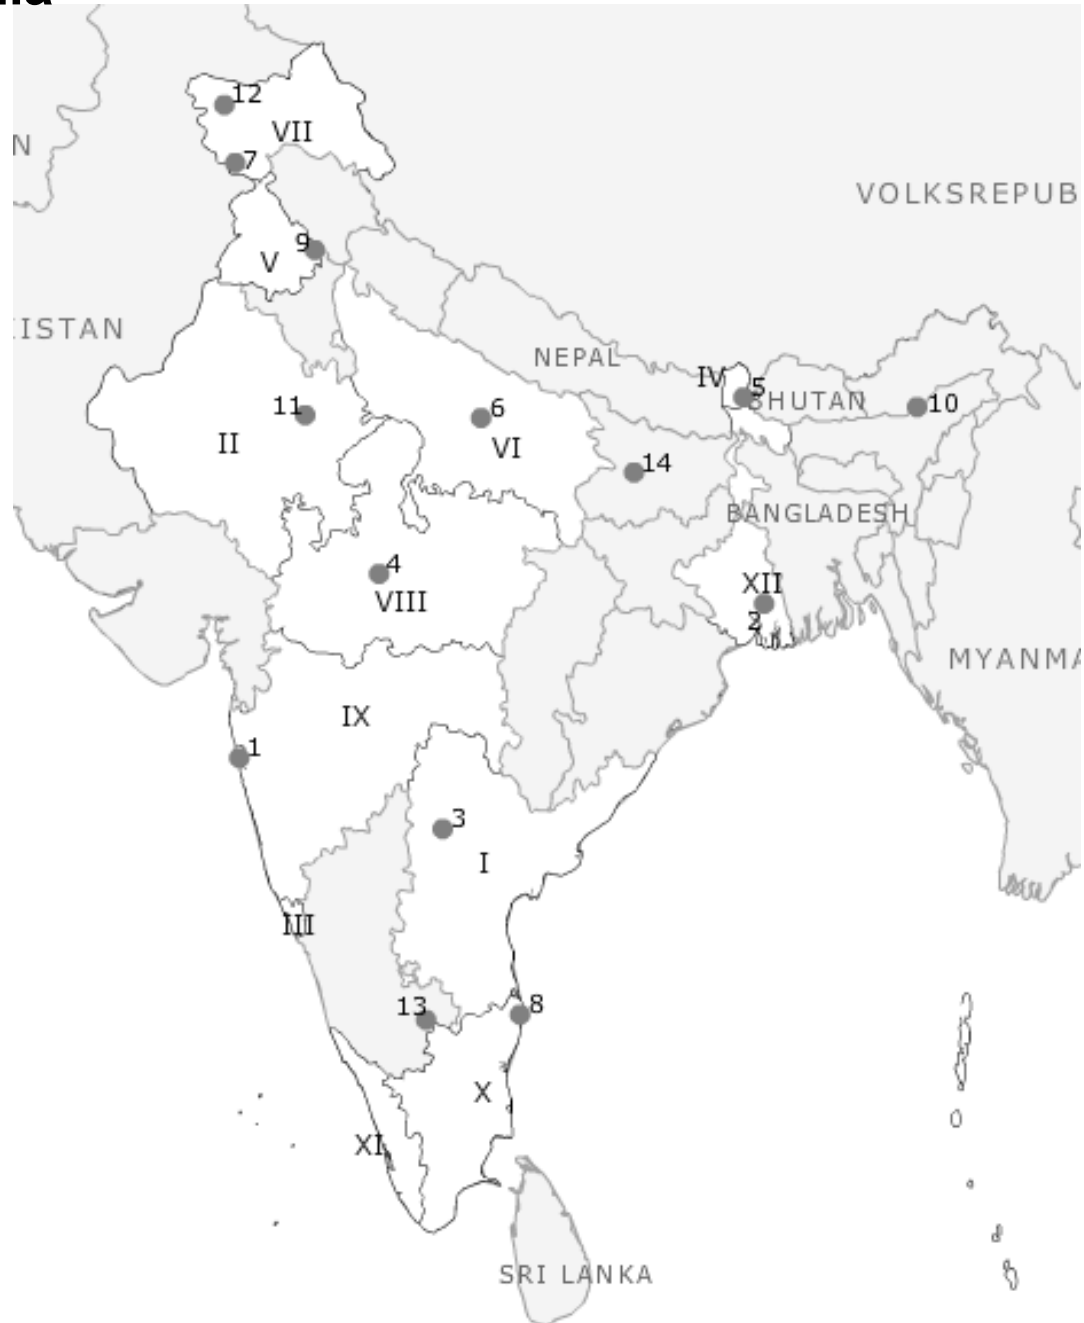 12
VII
N
7
VOLKSREPUB
9
V
ISTAN
NEPAL
IV
5
BHUTAN
11
6
10
II
VI
14
BANGLADESH
4
VIII
XII
2
MYANMA
IX
1
3
I
III
13
8
X
XI
SRI LANKA